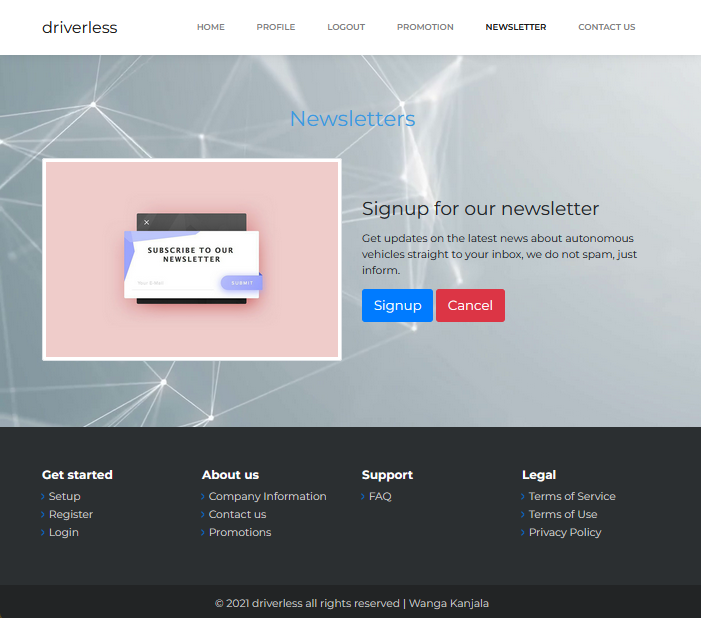 driverless
HOME PROFILE LOGOUT PROMOTION NEWSLETTER CONTACT US
Newsletters
SUBSCRIBE TO OUR
NEWSLETTER
Your E-Mail
SUBMIT
Signup for our newsletter
Get updates on the latest news about autonomous
vehicles straight to your inbox, we do not spam, just
inform.
Signup Cancel
Get started
Setup
Register
Login
About us
Company Information
Contact us
Promotions
Support
FAQ
Legal
Terms of Service
Terms of Use
Privacy Policy
© 2021 driverless all rights reserved | Wanga Kanjala